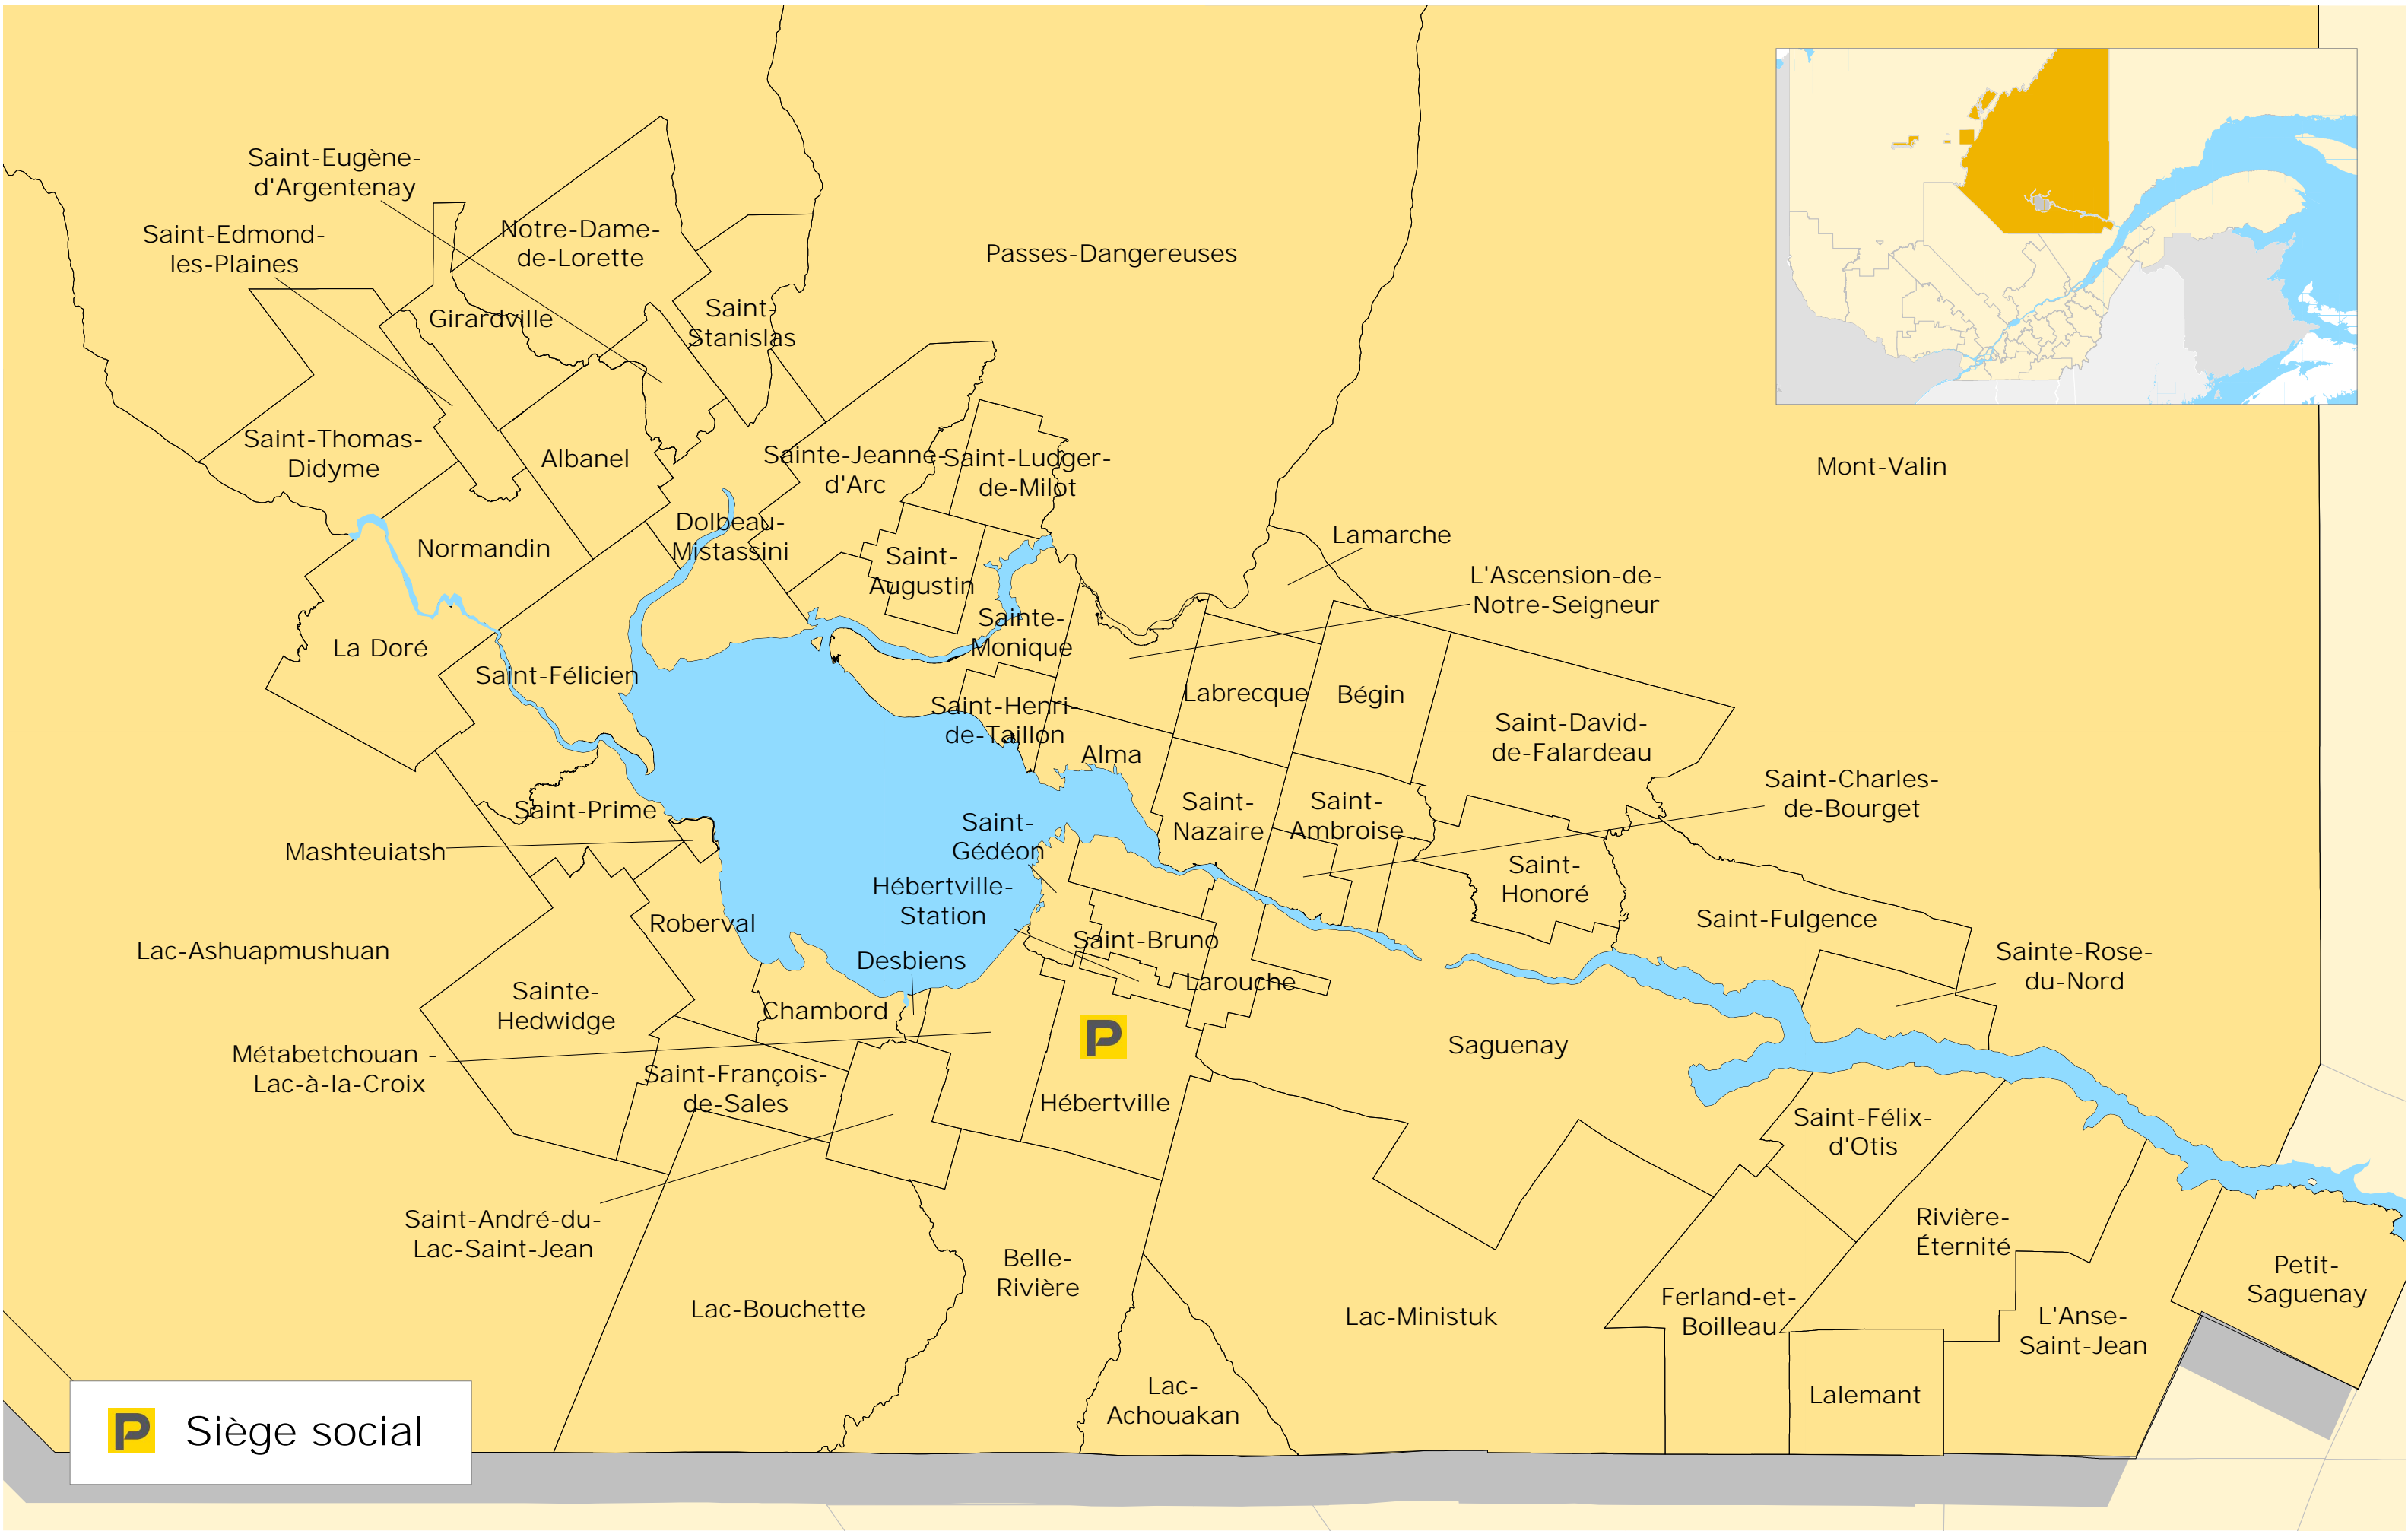 Saint-Eugène-
d'Argentenay
Saint-Edmond-
les-Plaines
Notre-Dame-
de-Lorette
Passes-Dangereuses
Girardville
Saint-
Stanislas
Saint-Thomas-
Didyme
Albanel
Sainte-Jeanne-
d'Arc
Saint-Ludger-
de-Milot
Mont-Valin
Dolbeau-
Mistassini
Normandin
Saint-
Augustin
Lamarche
L'Ascension-de-
Notre-Seigneur
Sainte-
Monique
La Doré
Saint-Félicien
Saint-Henri-
de-Taillon
Labrecque
Bégin
Saint-David-
de-Falardeau
Alma
Saint-Charles-
de-Bourget
Saint-Prime
Saint-
Nazaire
Saint-
Ambroise
Saint-
Gédéon
Mashteuiatsh
Saint-
Honoré
Hébertville-
Station
Roberval
Saint-Fulgence
Lac-Ashuapmushuan
Saint-Bruno
Desbiens
Sainte-Rose-
du-Nord
Larouche
Sainte-
Hedwidge
Chambord
P
Saguenay
Métabetchouan -
Lac-à-la-Croix
Saint-François-
de-Sales
Hébertville
Saint-Félix-
d'Otis
Saint-André-du-
Lac-Saint-Jean
Rivière-
Éternité
Belle-
Rivière
Petit-
Saguenay
Lac-Bouchette
Lac-Ministuk
Ferland-et-
Boilleau
L'Anse-
Saint-Jean
Lac-
Achouakan
Lalemant
P Siège social